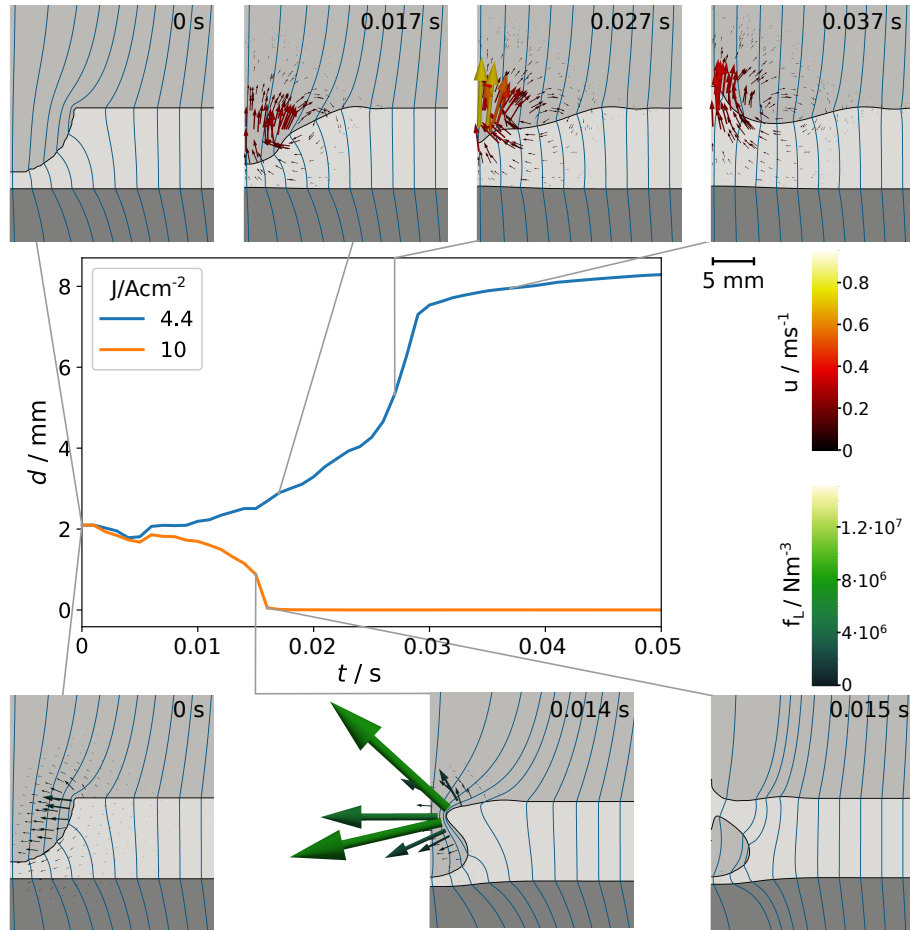 0 s
0.017 s
0.027 s
0.037 s
5 mm
J/Acm⁻²
4.4
10
8
6
4
2
0
d / mm
0
0.01
0.02
0.03
0.04
0.05
t / s
0.8
0.6
0.4
0.2
0
u / ms⁻¹
1.2·10⁷
8·10⁶
4·10⁶
0
f_L / Nm⁻³
0 s
0.014 s
0.015 s